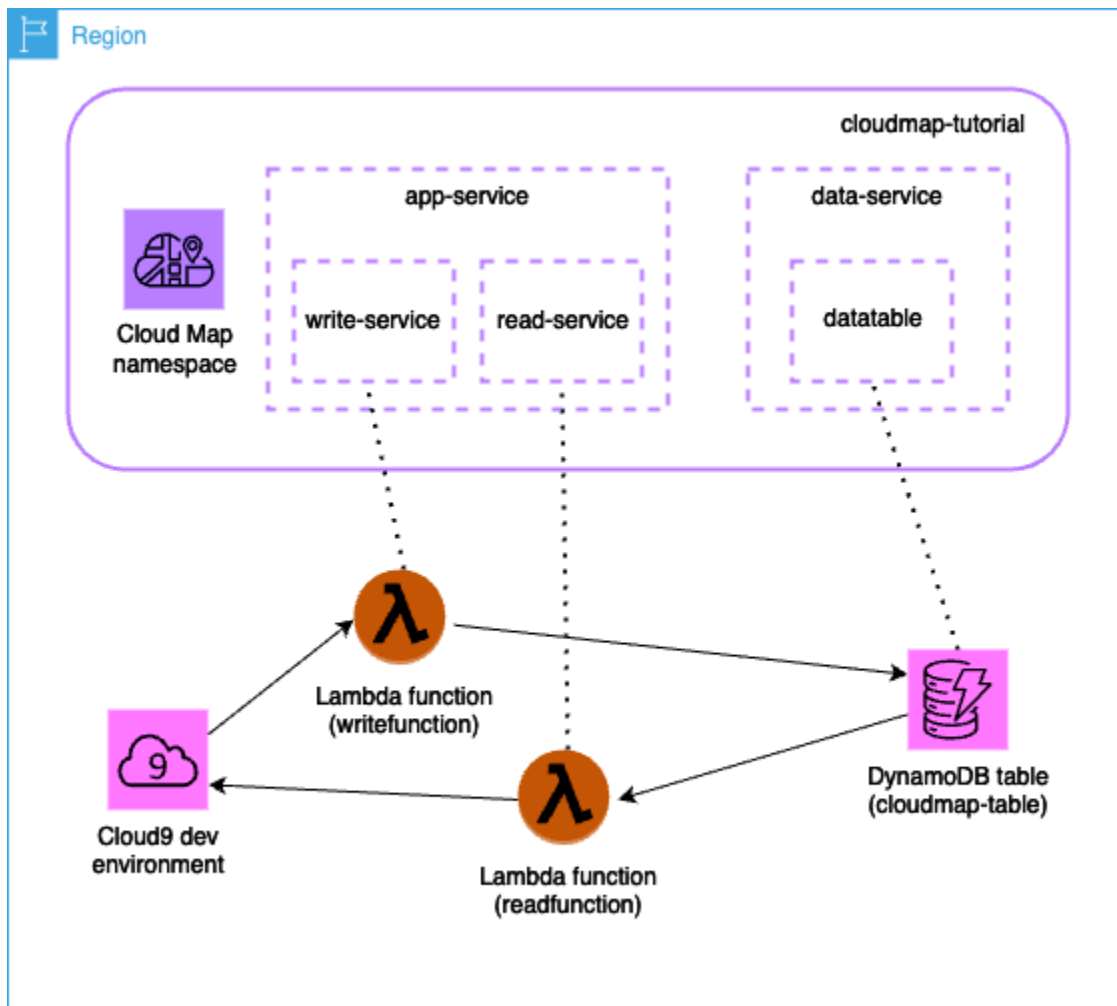 Region
cloudmap-tutorial
app-service
data-service
write-service
read-service
datatable
Cloud Map
namespace
Lambda function
(writefunction)
DynamoDB table
(cloudmap-table)
9
Cloud9 dev
environment
Lambda function
(readfunction)